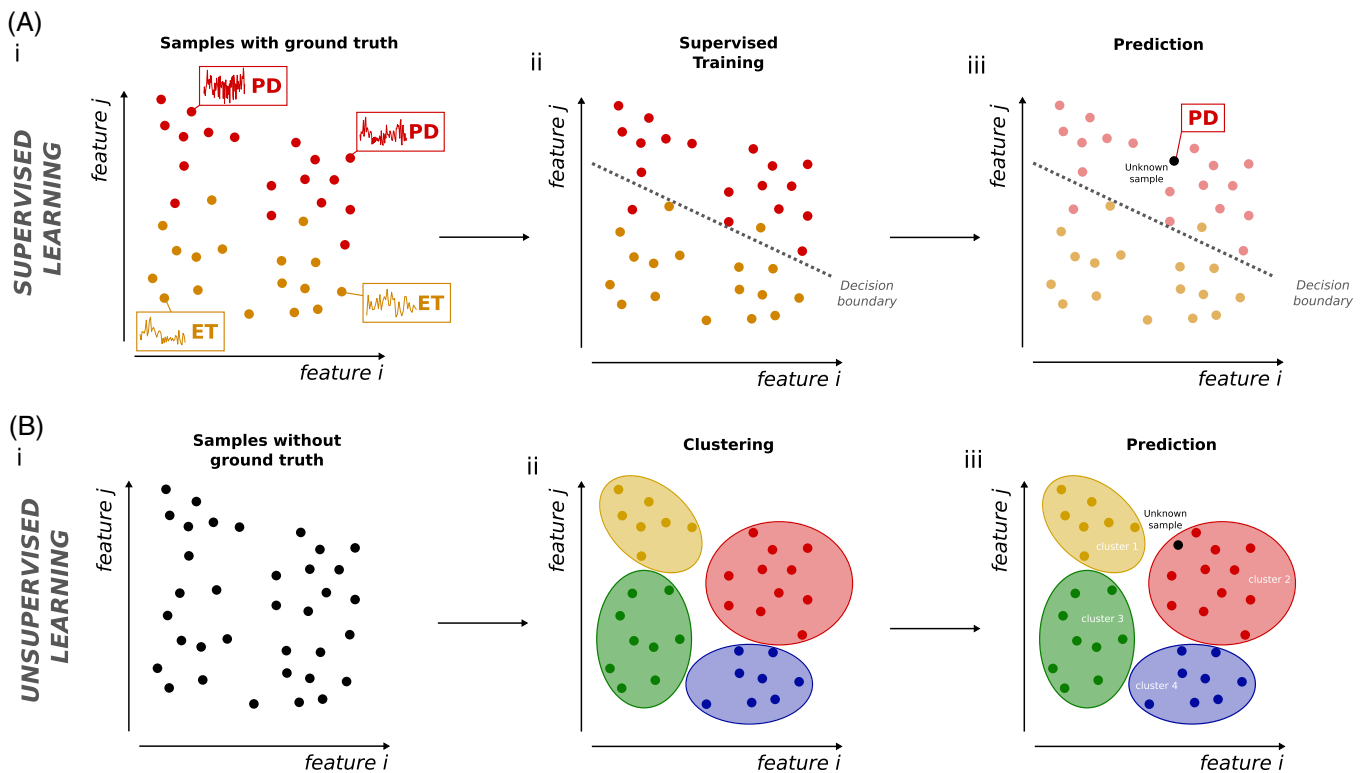 (A)
SUPERVISED
LEARNING
i
Samples with ground truth
feature j
PD
PD
ET
ET
feature i
ii
Supervised
Training
feature j
Decision
boundary
feature i
iii
Prediction
feature j
PD
Unknown
sample
Decision
boundary
feature i
(B)
UNSUPERVISED
LEARNING
i
Samples without
ground truth
feature j
feature i
ii
Clustering
feature j
feature i
iii
Prediction
feature j
Unknown
sample
cluster 1
cluster 2
cluster 3
cluster 4
feature i